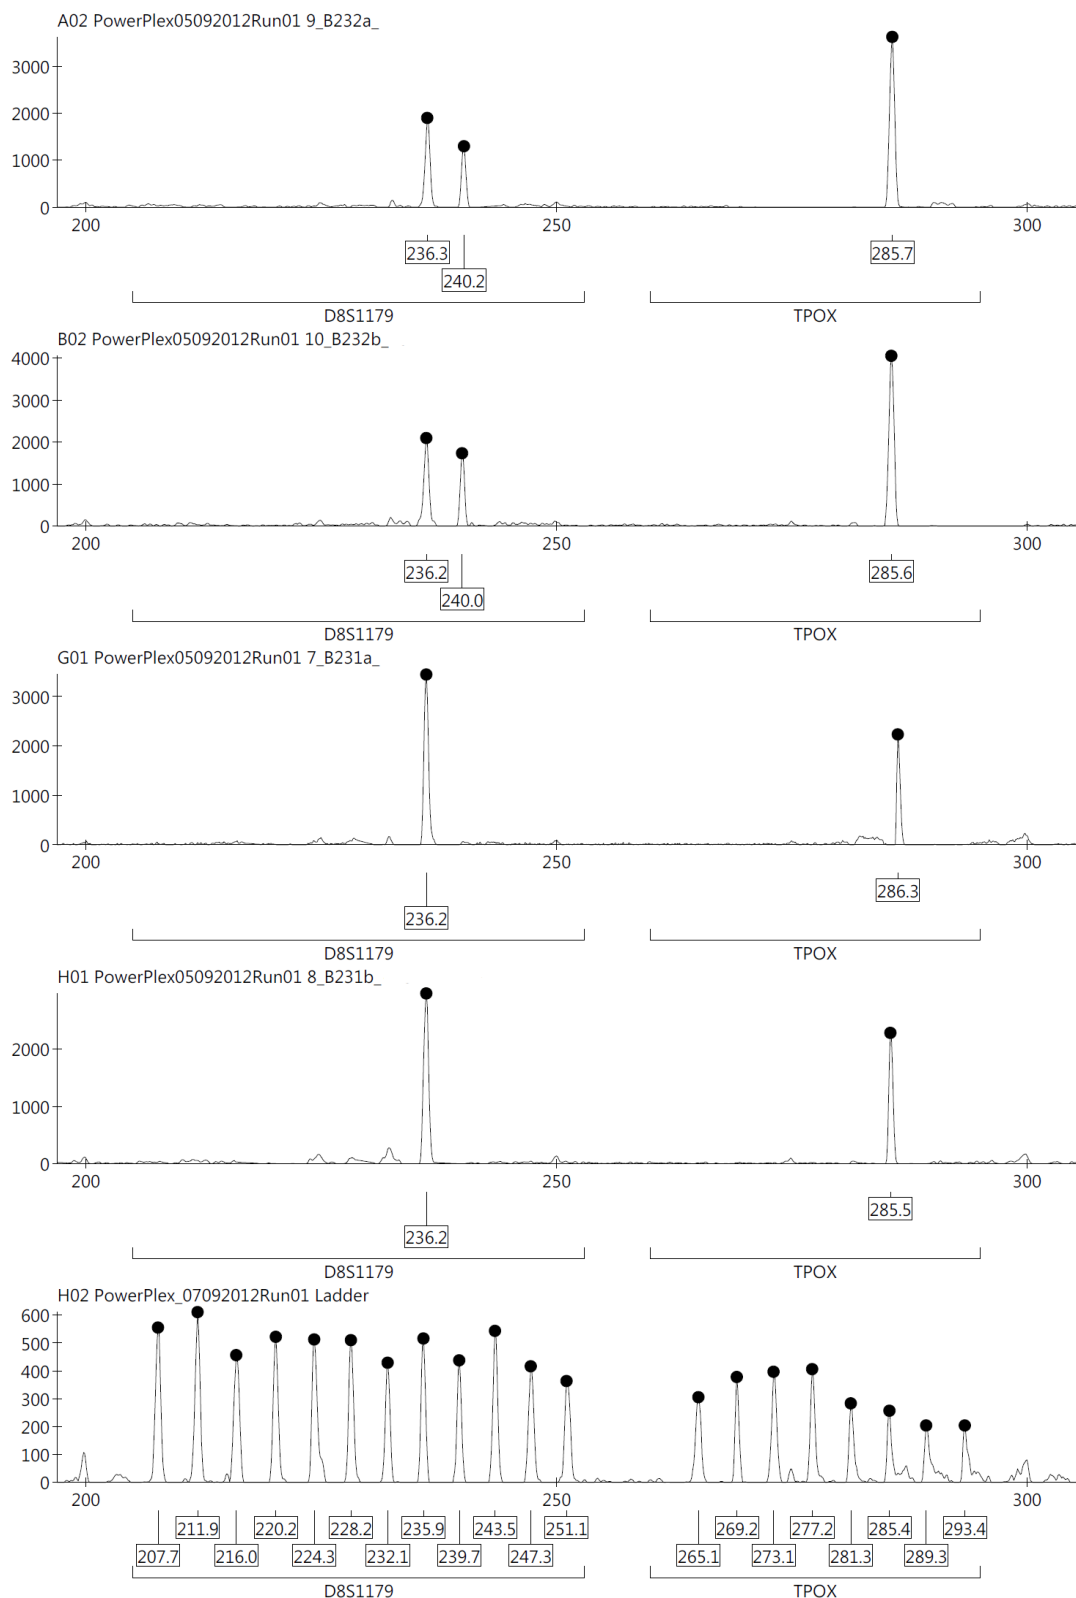 A02 PowerPlex05092012Run01 9_B232a_
3000
2000
1000
0
200 250 300
236.3 285.7
240.2
D8S1179 TPOX
B02 PowerPlex05092012Run01 10_B232b_
4000
3000
2000
1000
0
200 250 300
236.2 285.6
240.0
D8S1179 TPOX
G01 PowerPlex05092012Run01 7_B231a_
3000
2000
1000
0
200 250 300
286.3
236.2
D8S1179 TPOX
H01 PowerPlex05092012Run01 8_B231b_
2000
1000
0
200 250 300
285.5
236.2
D8S1179 TPOX
H02 PowerPlex_07092012Run01 Ladder
600
500
400
300
200
100
0
200 250 300
211.9 220.2 228.2 235.9 243.5 251.1 269.2 277.2 285.4 293.4
207.7 216.0 224.3 232.1 239.7 247.3 265.1 273.1 281.3 289.3
D8S1179 TPOX